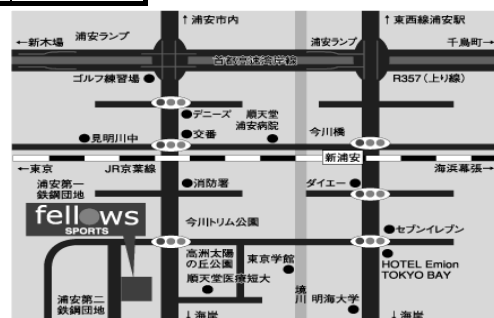 ↑市内浦安
↑東西線浦安駅
←新木場
浦安ランプ
浦安ランプ
千鳥町→
首都高速湾岸線
ゴルフ練習場
R357(上り線)
デニーズ
順天堂
浦安病院
今川橋
見明川中
交番
新浦安
←東京
JR京葉線
海浜幕張→
浦安第一
鉄鋼団地
消防署
ダイエー
fellows
SPORTS
今川トリム公園
セブンイレブン
高洲太陽
の丘公園
東京学館
HOTEL Emion
TOKYO BAY
順天堂医療短大
境川
明海大学
浦安第二
鉄鋼団地
↓海岸
↓海岸